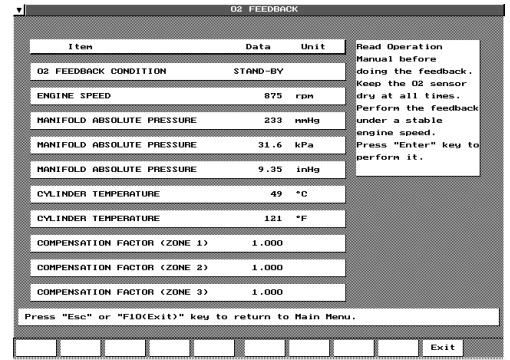 O2 FEEDBACK
Item Data Unit
O2 FEEDBACK CONDITION STAND-BY
ENGINE SPEED 875 rpm
MANIFOLD ABSOLUTE PRESSURE 233 mmHg
MANIFOLD ABSOLUTE PRESSURE 31.6 kPa
MANIFOLD ABSOLUTE PRESSURE 9.35 inHg
CYLINDER TEMPERATURE 49 °C
CYLINDER TEMPERATURE 121 °F
COMPENSATION FACTOR (ZONE 1) 1.000
COMPENSATION FACTOR (ZONE 2) 1.000
COMPENSATION FACTOR (ZONE 3) 1.000
Read Operation
Manual before
doing the feedback.
Keep the O2 sensor
dry at all times.
Perform the feedback
under a stable
engine speed.
Press "Enter" key to
perform it.
Press "Esc" or "F10(Exit)" key to return to Main Menu.
Exit